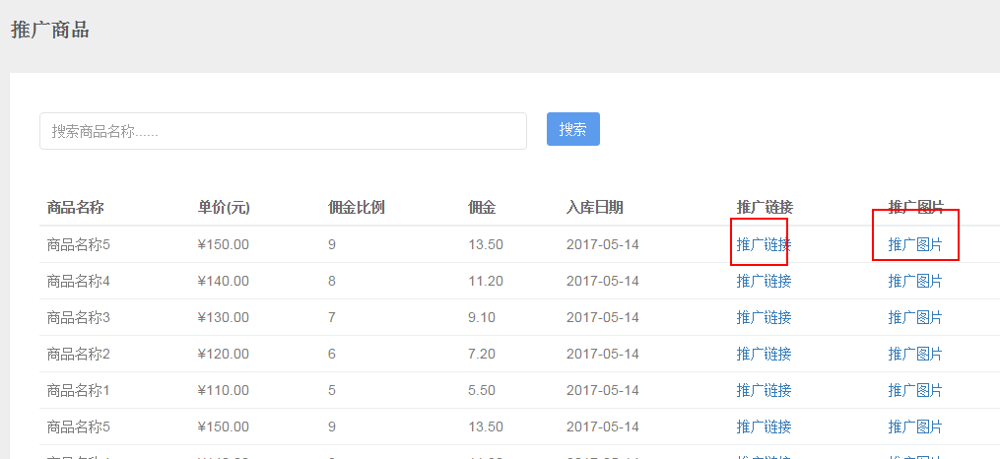 推广商品
搜索商品名称......
搜索
商品名称 单价(元) 佣金比例 佣金 入库日期 推广链接 推广图片
商品名称5 ¥150.00 9 13.50 2017-05-14 推广链接 推广图片
商品名称4 ¥140.00 8 11.20 2017-05-14 推广链接 推广图片
商品名称3 ¥130.00 7 9.10 2017-05-14 推广链接 推广图片
商品名称2 ¥120.00 6 7.20 2017-05-14 推广链接 推广图片
商品名称1 ¥110.00 5 5.50 2017-05-14 推广链接 推广图片
商品名称5 ¥150.00 9 13.50 2017-05-14 推广链接 推广图片